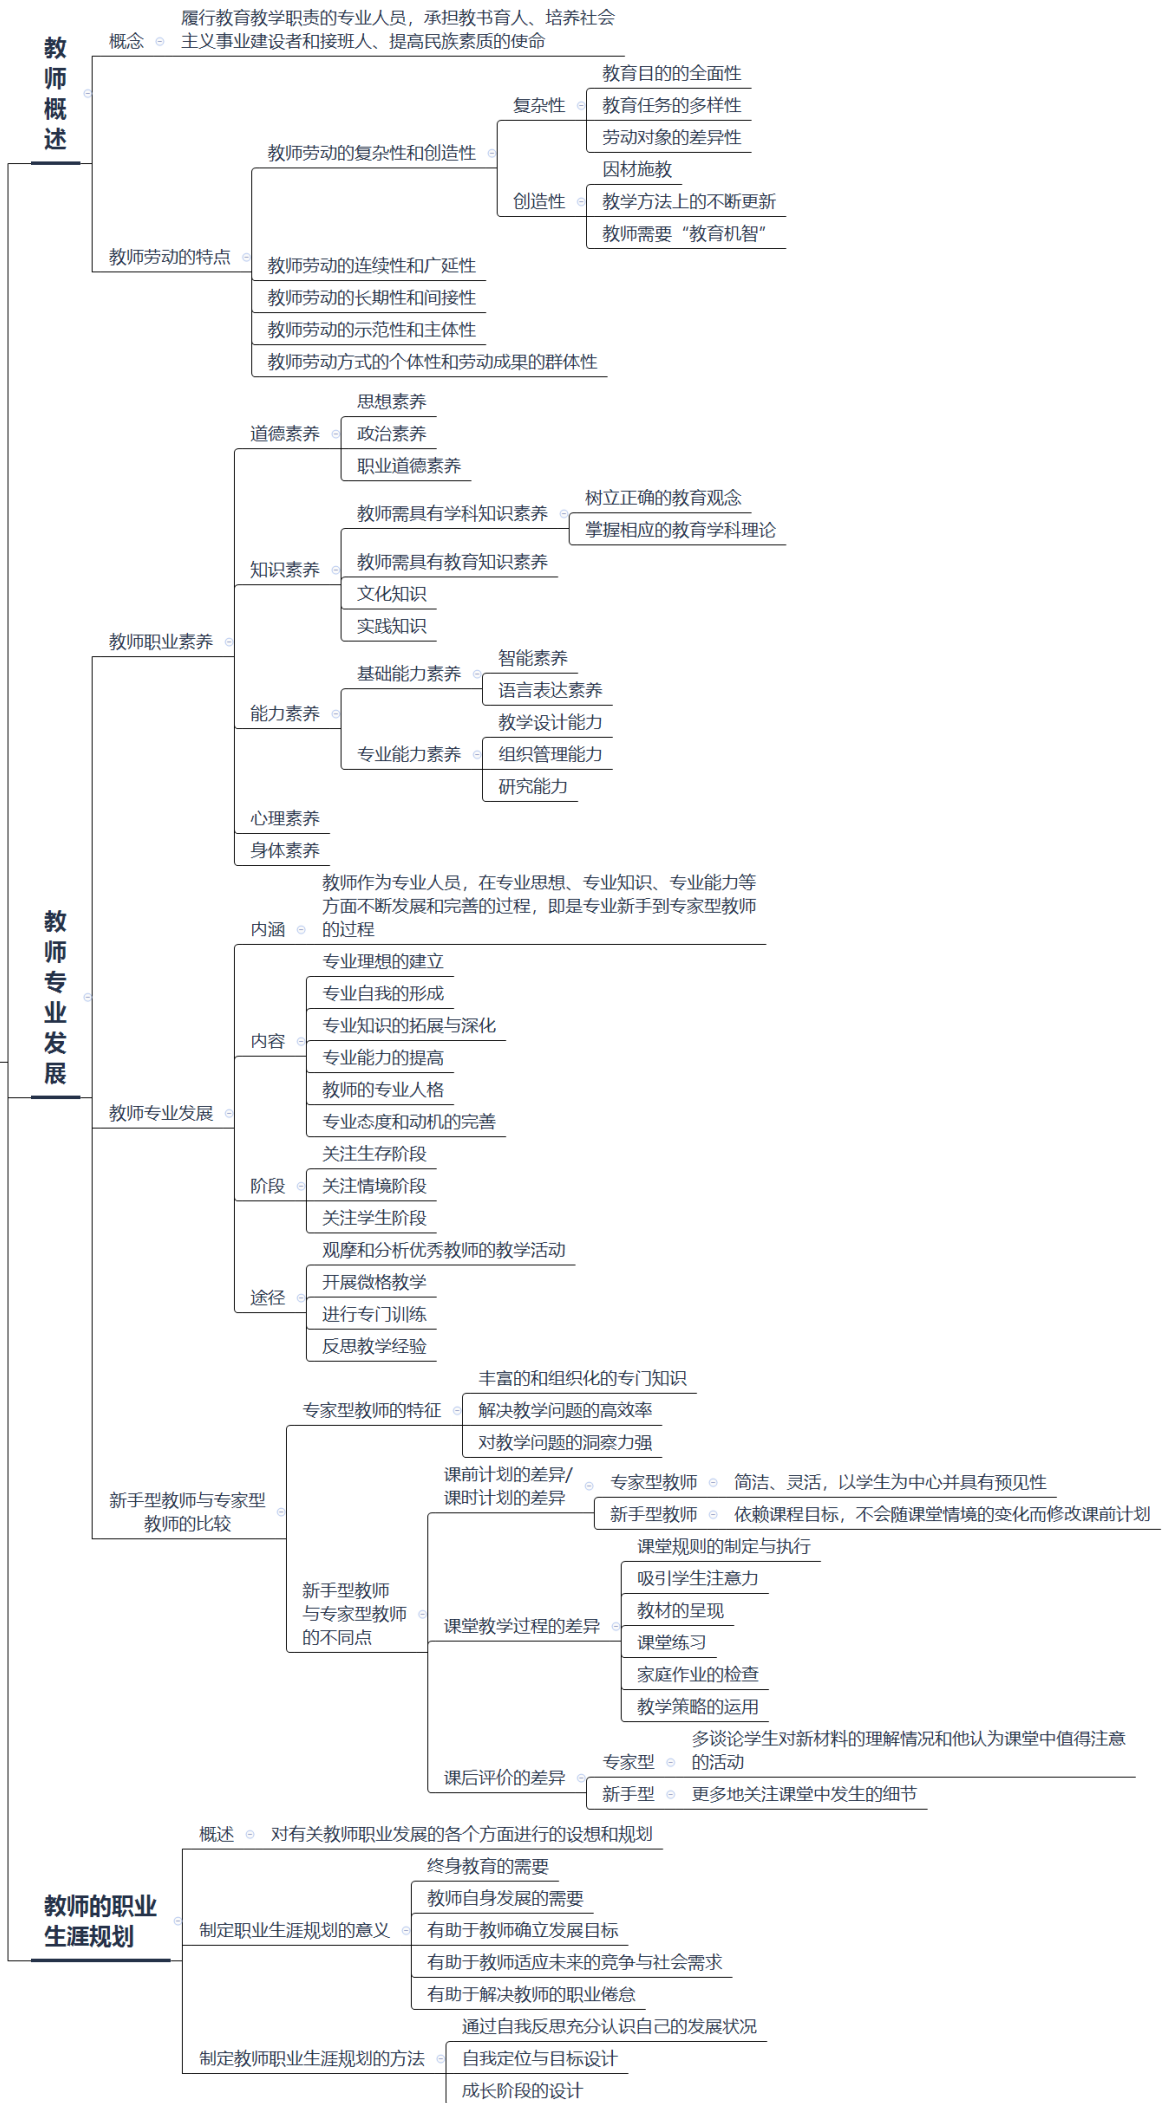 教师概述
概念
履行教育教学职责的专业人员，承担教书育人、培养社会
主义事业建设者和接班人、提高民族素质的使命
教师劳动的特点
教师劳动的复杂性和创造性
复杂性
教育目的的全面性
教育任务的多样性
劳动对象的差异性
创造性
因材施教
教学方法上的不断更新
教师需要“教育机智”
教师劳动的连续性和广延性
教师劳动的长期性和间接性
教师劳动的示范性和主体性
教师劳动方式的个体性和劳动成果的群体性
教师专业发展
教师职业素养
道德素养
思想素养
政治素养
职业道德素养
知识素养
教师需具有学科知识素养
树立正确的教育观念
掌握相应的教育学科理论
教师需具有教育知识素养
文化知识
实践知识
能力素养
基础能力素养
智能素养
语言表达素养
专业能力素养
教学设计能力
组织管理能力
研究能力
心理素养
身体素养
教师专业发展
内涵
教师作为专业人员，在专业思想、专业知识、专业能力等
方面不断发展和完善的过程，即是专业新手到专家型教师
的过程
内容
专业理想的建立
专业自我的形成
专业知识的拓展与深化
专业能力的提高
教师的专业人格
专业态度和动机的完善
阶段
关注生存阶段
关注情境阶段
关注学生阶段
途径
观摩和分析优秀教师的教学活动
开展微格教学
进行专门训练
反思教学经验
新手型教师与专家型
教师的比较
专家型教师的特征
丰富的和组织化的专门知识
解决教学问题的高效率
对教学问题的洞察力强
新手型教师
与专家型教师
的不同点
课前计划的差异/
课时计划的差异
专家型教师
简洁、灵活，以学生为中心并具有预见性
新手型教师
依赖课程目标，不会随课堂情境的变化而修改课前计划
课堂教学过程的差异
课堂规则的制定与执行
吸引学生注意力
教材的呈现
课堂练习
家庭作业的检查
教学策略的运用
课后评价的差异
专家型
多谈论学生对新材料的理解情况和他认为课堂中值得注意
的活动
新手型
更多地关注课堂中发生的细节
教师的职业
生涯规划
概述
对有关教师职业发展的各个方面进行的设想和规划
制定职业生涯规划的意义
终身教育的需要
教师自身发展的需要
有助于教师确立发展目标
有助于教师适应未来的竞争与社会需求
有助于解决教师的职业倦怠
制定教师职业生涯规划的方法
通过自我反思充分认识自己的发展状况
自我定位与目标设计
成长阶段的设计